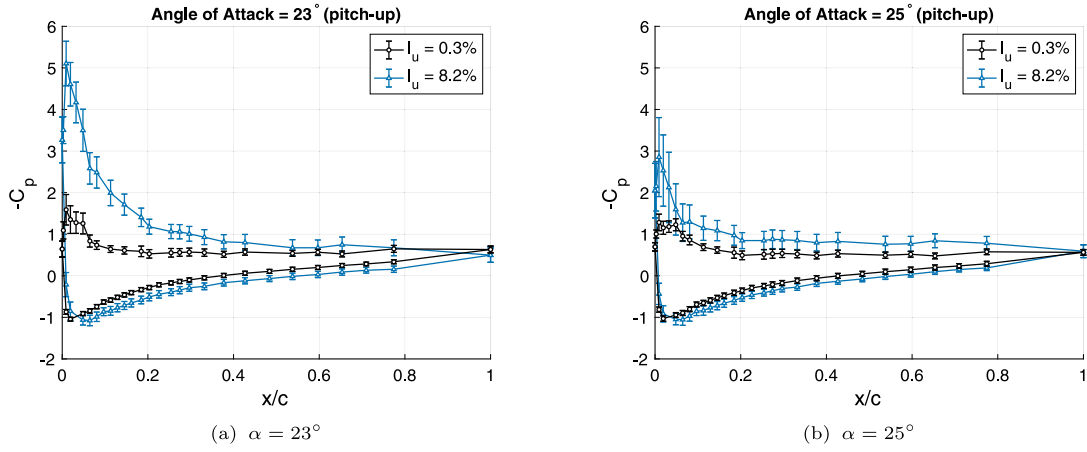 Angle of Attack = 23° (pitch-up)
6
5
4
3
2
1
0
-1
-2
-C_p
0
0.2
0.4
0.6
0.8
1
x/c
I_u = 0.3%
I_u = 8.2%
(a) α = 23°
Angle of Attack = 25° (pitch-up)
6
5
4
3
2
1
0
-1
-2
-C_p
0
0.2
0.4
0.6
0.8
1
x/c
I_u = 0.3%
I_u = 8.2%
(b) α = 25°